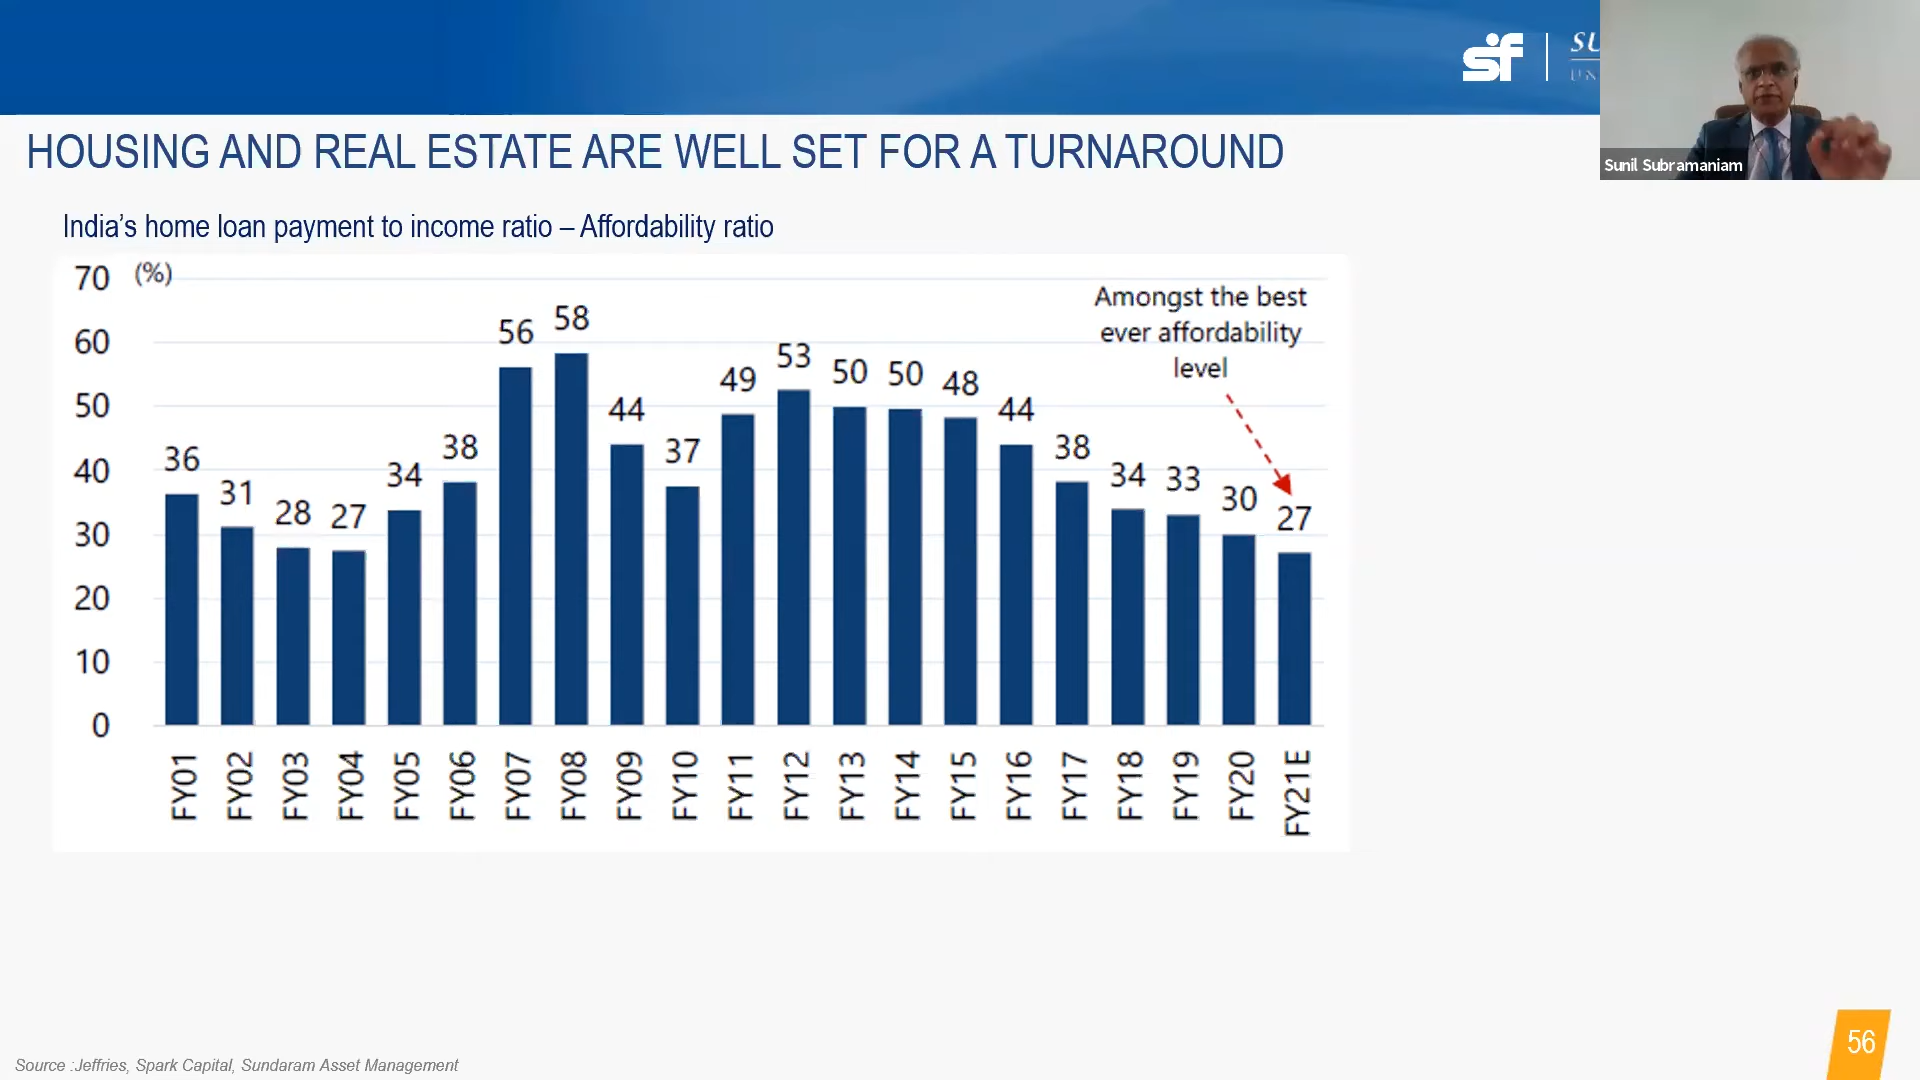 sf
HOUSING AND REAL ESTATE ARE WELL SET FOR A TURNAROUND
Sunil Subramaniam
India's home loan payment to income ratio – Affordability ratio
(%)
70
60
50
40
30
20
10
0
Amongst the best
ever affordability
level
36 31 28 27 34 38 56 58 44 37 49 53 50 50 48 44 38 34 33 30 27
FY01 FY02 FY03 FY04 FY05 FY06 FY07 FY08 FY09 FY10 FY11 FY12 FY13 FY14 FY15 FY16 FY17 FY18 FY19 FY20 FY21E
Source :Jeffries, Spark Capital, Sundaram Asset Management
56